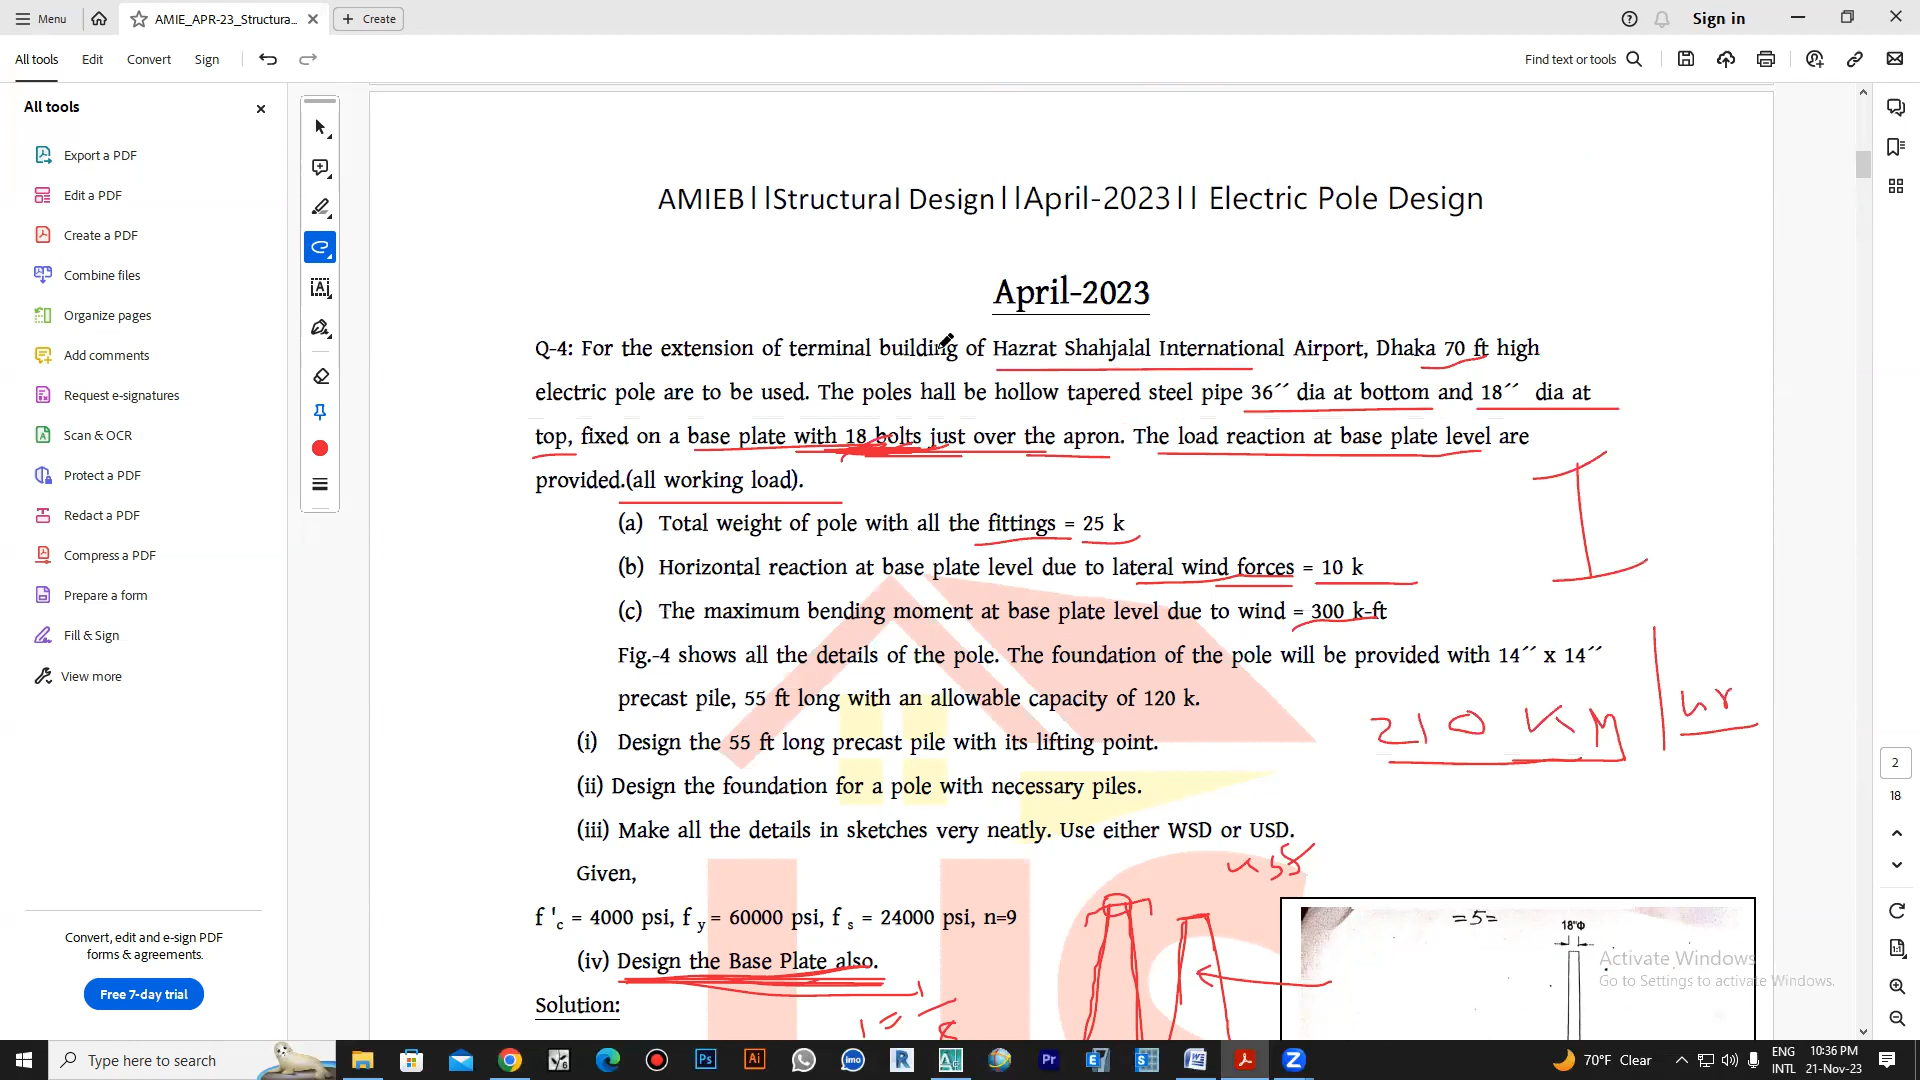 Menu
AMIE_APR-23_Structura...
Create
Sign in
All tools
Edit
Convert
Sign
Find text or tools
All tools
Export a PDF
Edit a PDF
Create a PDF
Combine files
Organize pages
Add comments
Request e-signatures
Scan & OCR
Protect a PDF
Redact a PDF
Compress a PDF
Prepare a form
Fill & Sign
View more
Convert, edit and e-sign PDF
forms & agreements.
Free 7-day trial
AMIEB||Structural Design||April-2023|| Electric Pole Design
April-2023
Q-4: For the extension of terminal building of Hazrat Shahjalal International Airport, Dhaka 70 ft high
electric pole are to be used. The poles hall be hollow tapered steel pipe 36´´ dia at bottom and 18´´ dia at
top, fixed on a base plate with 18 bolts just over the apron. The load reaction at base plate level are
provided.(all working load).
(a) Total weight of pole with all the fittings = 25 k
(b) Horizontal reaction at base plate level due to lateral wind forces = 10 k
(c) The maximum bending moment at base plate level due to wind = 300 k-ft
Fig.-4 shows all the details of the pole. The foundation of the pole will be provided with 14´´ x 14´´
precast pile, 55 ft long with an allowable capacity of 120 k.
210 KM/hr
(i) Design the 55 ft long precast pile with its lifting point.
(ii) Design the foundation for a pole with necessary piles.
(iii) Make all the details in sketches very neatly. Use either WSD or USD.
Given,
f 'c = 4000 psi, f y = 60000 psi, f s = 24000 psi, n=9
(iv) Design the Base Plate also.
Solution:
=5=
18"Φ
Activate Windows
Go to Settings to activate Windows.
2
18
Type here to search
70°F Clear
ENG
INTL
10:36 PM
21-Nov-23